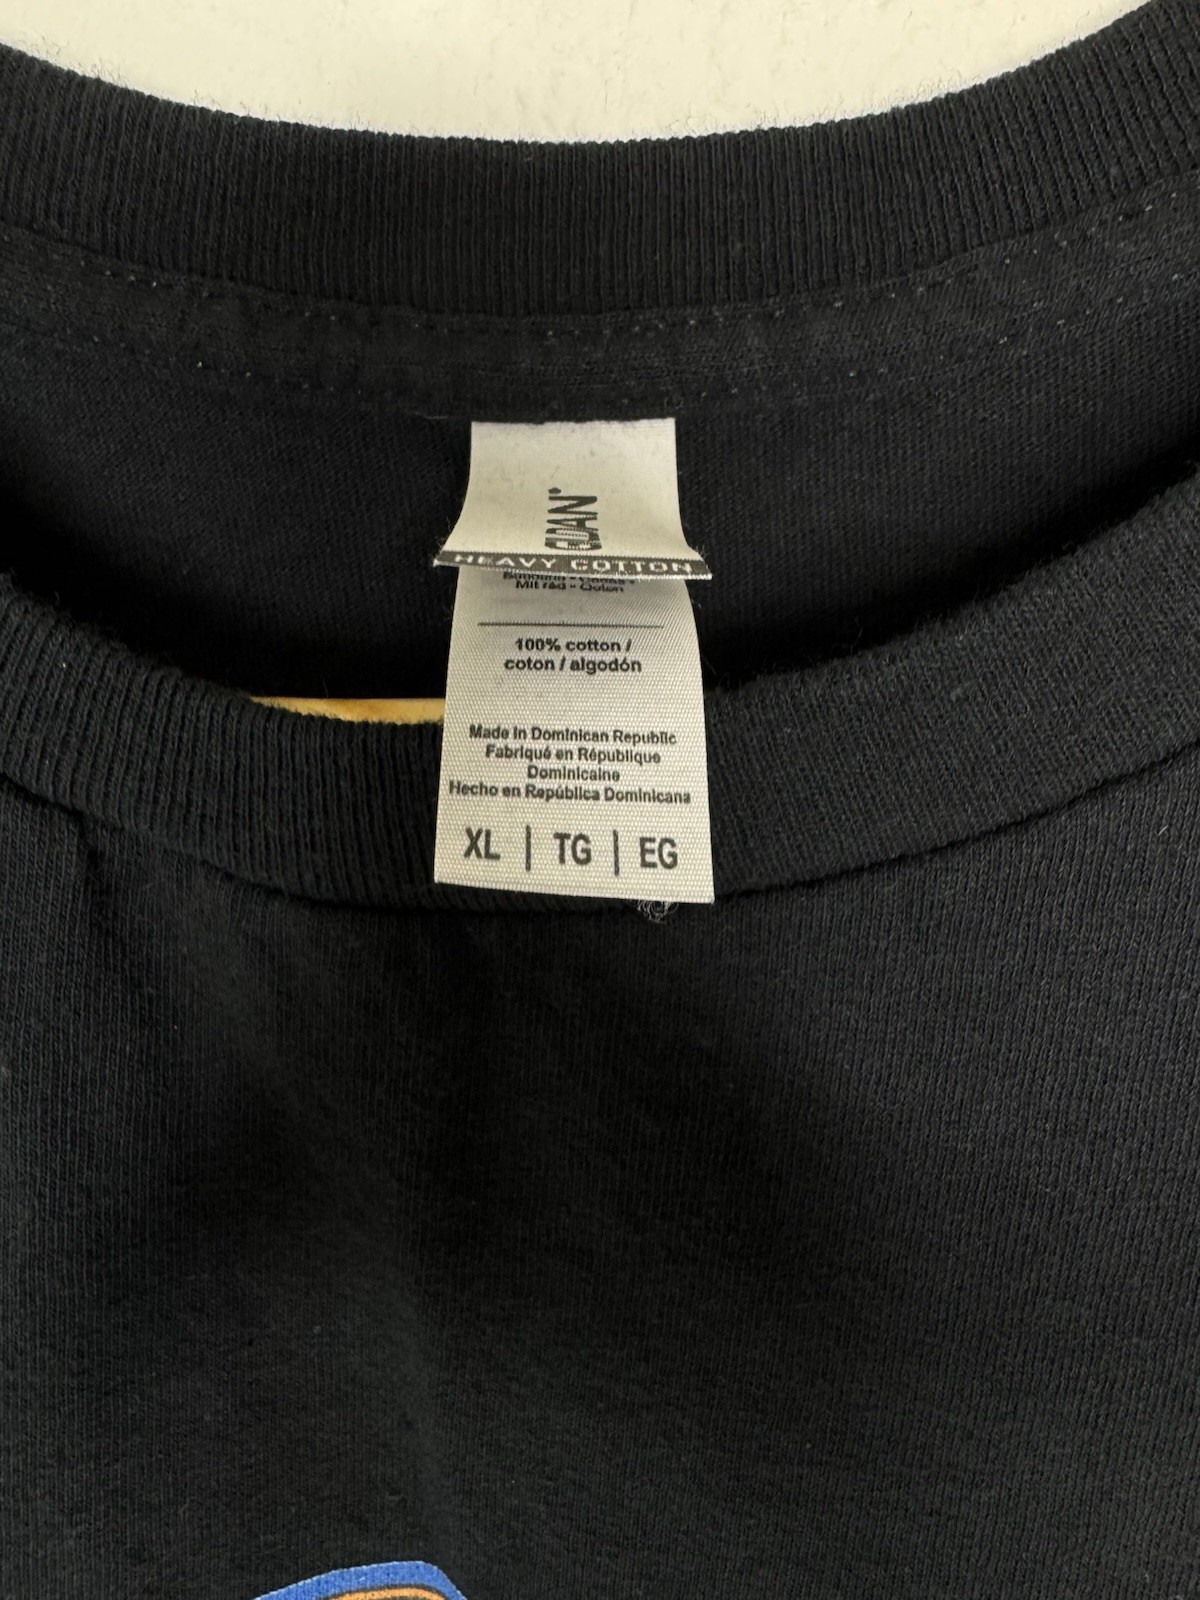 HEAVY COTTON
100% cotton /
coton / algodón
Made in Dominican Republic
Fabriqué en République
Dominicaine
Hecho en República Dominicana
XL | TG | EG